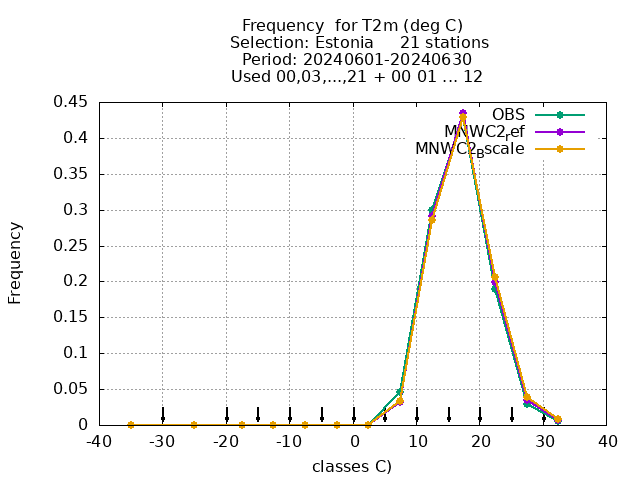 Frequency  for T2m (deg C)
Selection: Estonia     21 stations
Period: 20240601-20240630
Used 00,03,...,21 + 00 01 ... 12
OBS
MNWC2ref
MNWC2Bscale
0.45
0.4
0.35
0.3
0.25
0.2
0.15
0.1
0.05
0
Frequency
-40 -30 -20 -10 0 10 20 30 40
classes C)